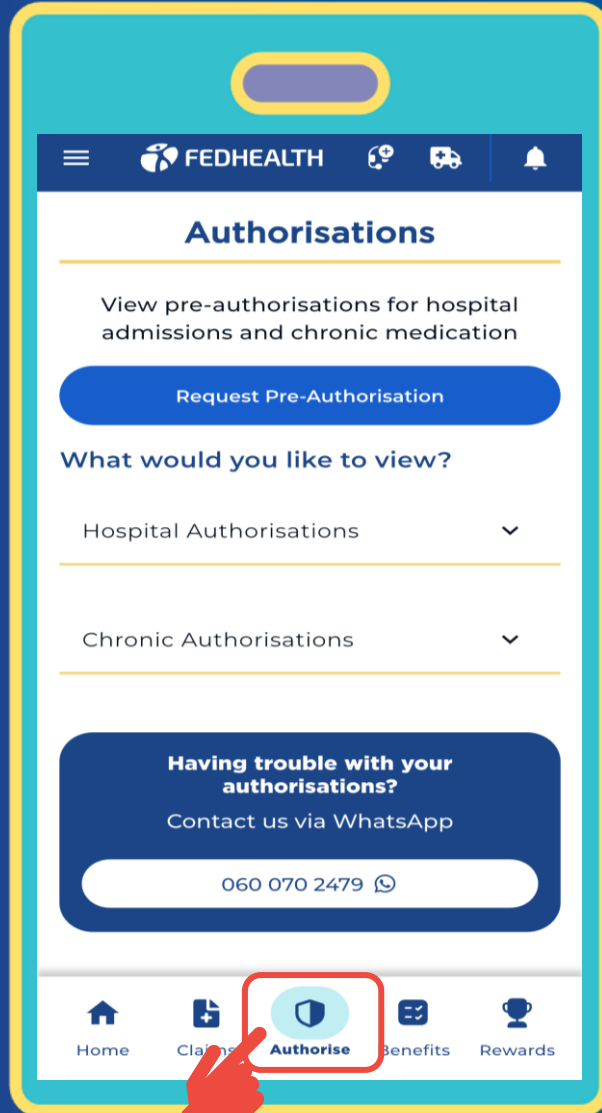 FEDHEALTH
Authorisations
View pre-authorisations for hospital
admissions and chronic medication
Request Pre-Authorisation
What would you like to view?
Hospital Authorisations
Chronic Authorisations
Having trouble with your
authorisations?
Contact us via WhatsApp
060 070 2479
Home Claims Authorise Benefits Rewards